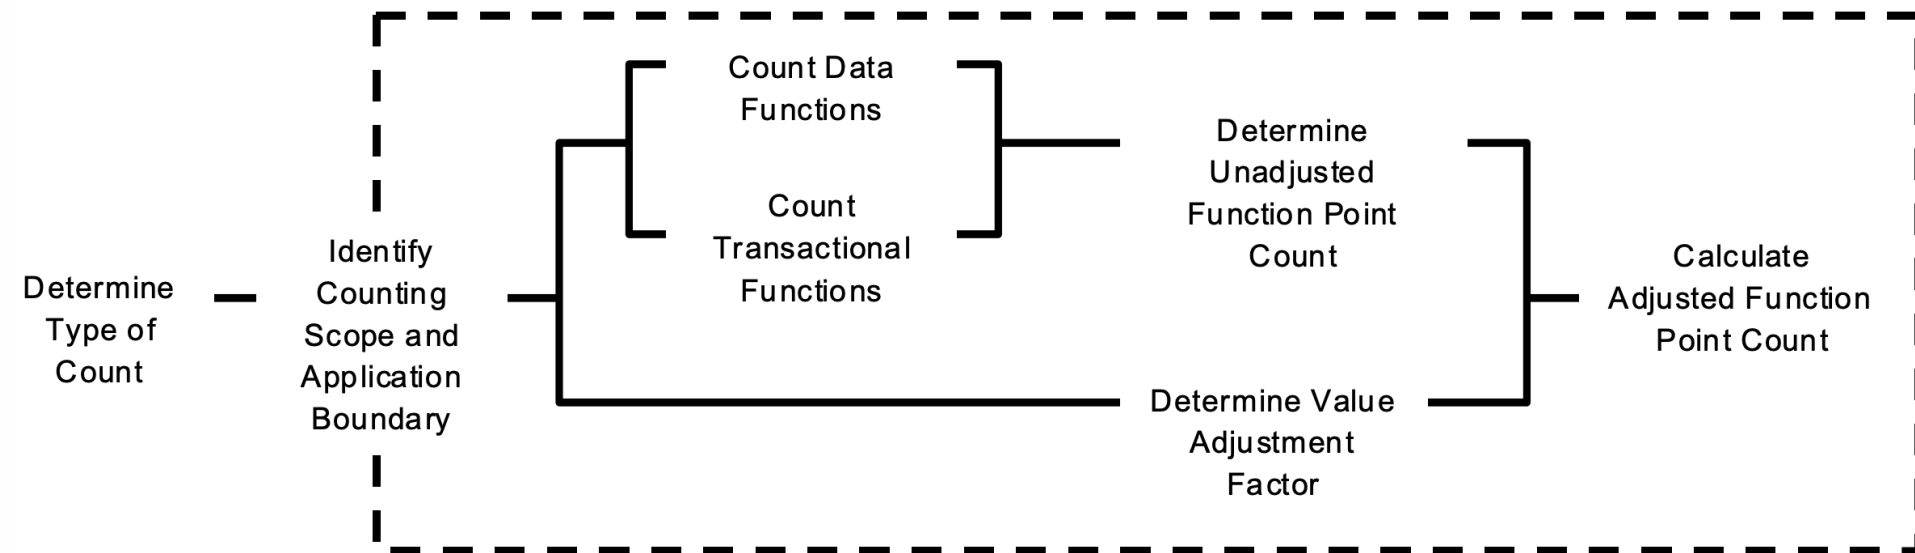 Determine
Type of
Count
Identify
Counting
Scope and
Application
Boundary
Count Data
Functions
Count
Transactional
Functions
Determine
Unadjusted
Function Point
Count
Determine Value
Adjustment
Factor
Calculate
Adjusted Function
Point Count